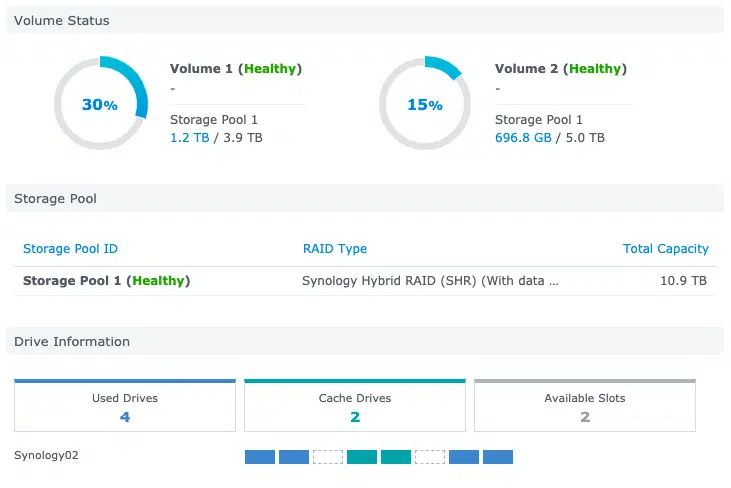 Volume Status
30%
Volume 1 (Healthy)
-
Storage Pool 1
1.2 TB / 3.9 TB
15%
Volume 2 (Healthy)
-
Storage Pool 1
696.8 GB / 5.0 TB
Storage Pool
Storage Pool ID RAID Type Total Capacity
Storage Pool 1 (Healthy) Synology Hybrid RAID (SHR) (With data ... 10.9 TB
Drive Information
Used Drives
4
Cache Drives
2
Available Slots
2
Synology02